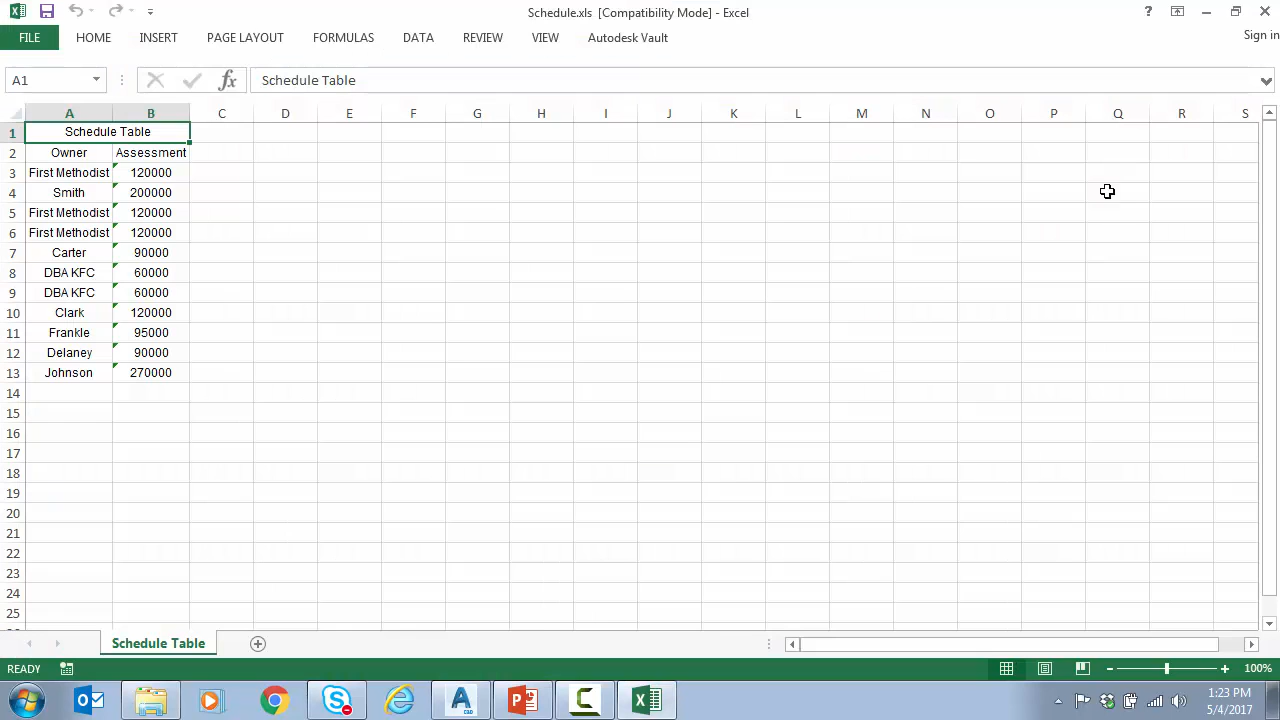 Schedule.xls [Compatibility Mode] - Excel
?
FILE HOME INSERT PAGE LAYOUT FORMULAS DATA REVIEW VIEW Autodesk Vault Sign in
A1 fx Schedule Table
A B C D E F G H I J K L M N O P Q R S
1 Schedule Table
2 Owner Assessment
3 First Methodist 120000
4 Smith 200000
5 First Methodist 120000
6 First Methodist 120000
7 Carter 90000
8 DBA KFC 60000
9 DBA KFC 60000
10 Clark 120000
11 Frankle 95000
12 Delaney 90000
13 Johnson 270000
14
15
16
17
18
19
20
21
22
23
24
25
Schedule Table
READY 100%
1:23 PM
5/4/2017